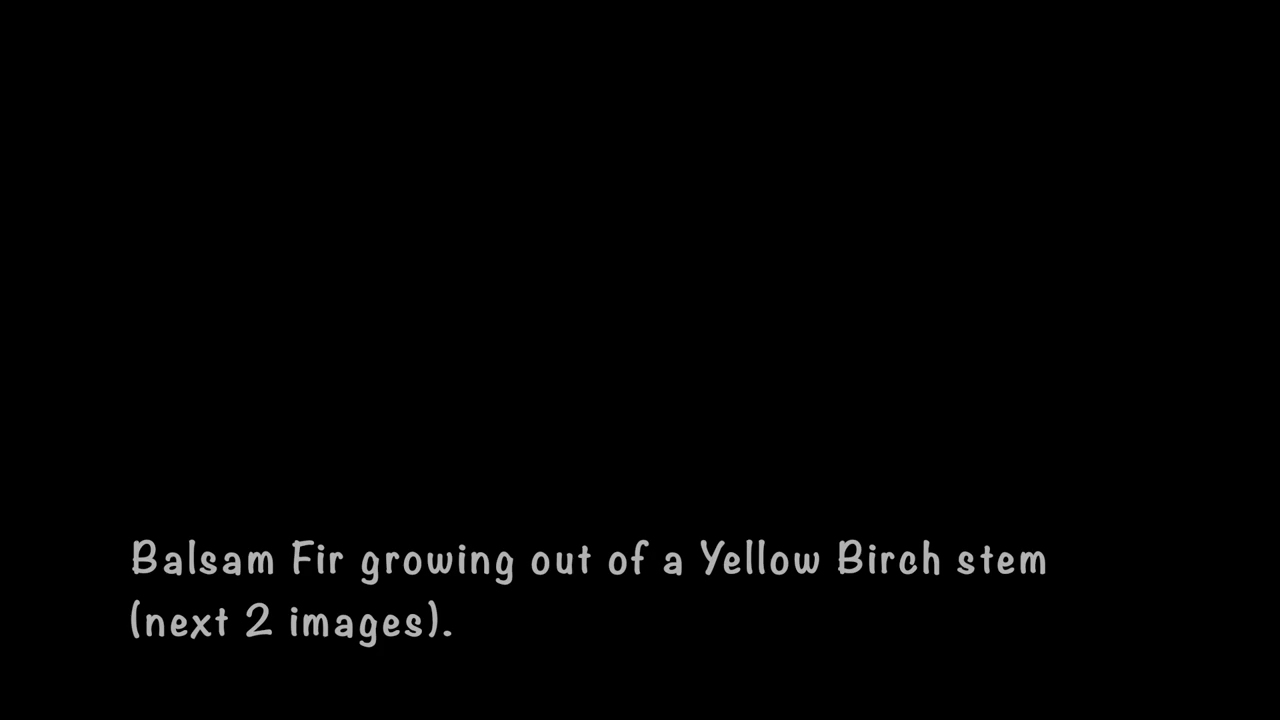 Balsam Fir growing out of a Yellow Birch stem
(next 2 images).